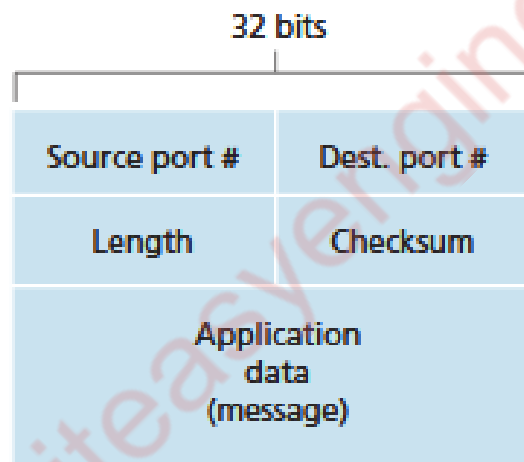 32 bits
Source port # Dest. port #
Length Checksum
Application
data
(message)